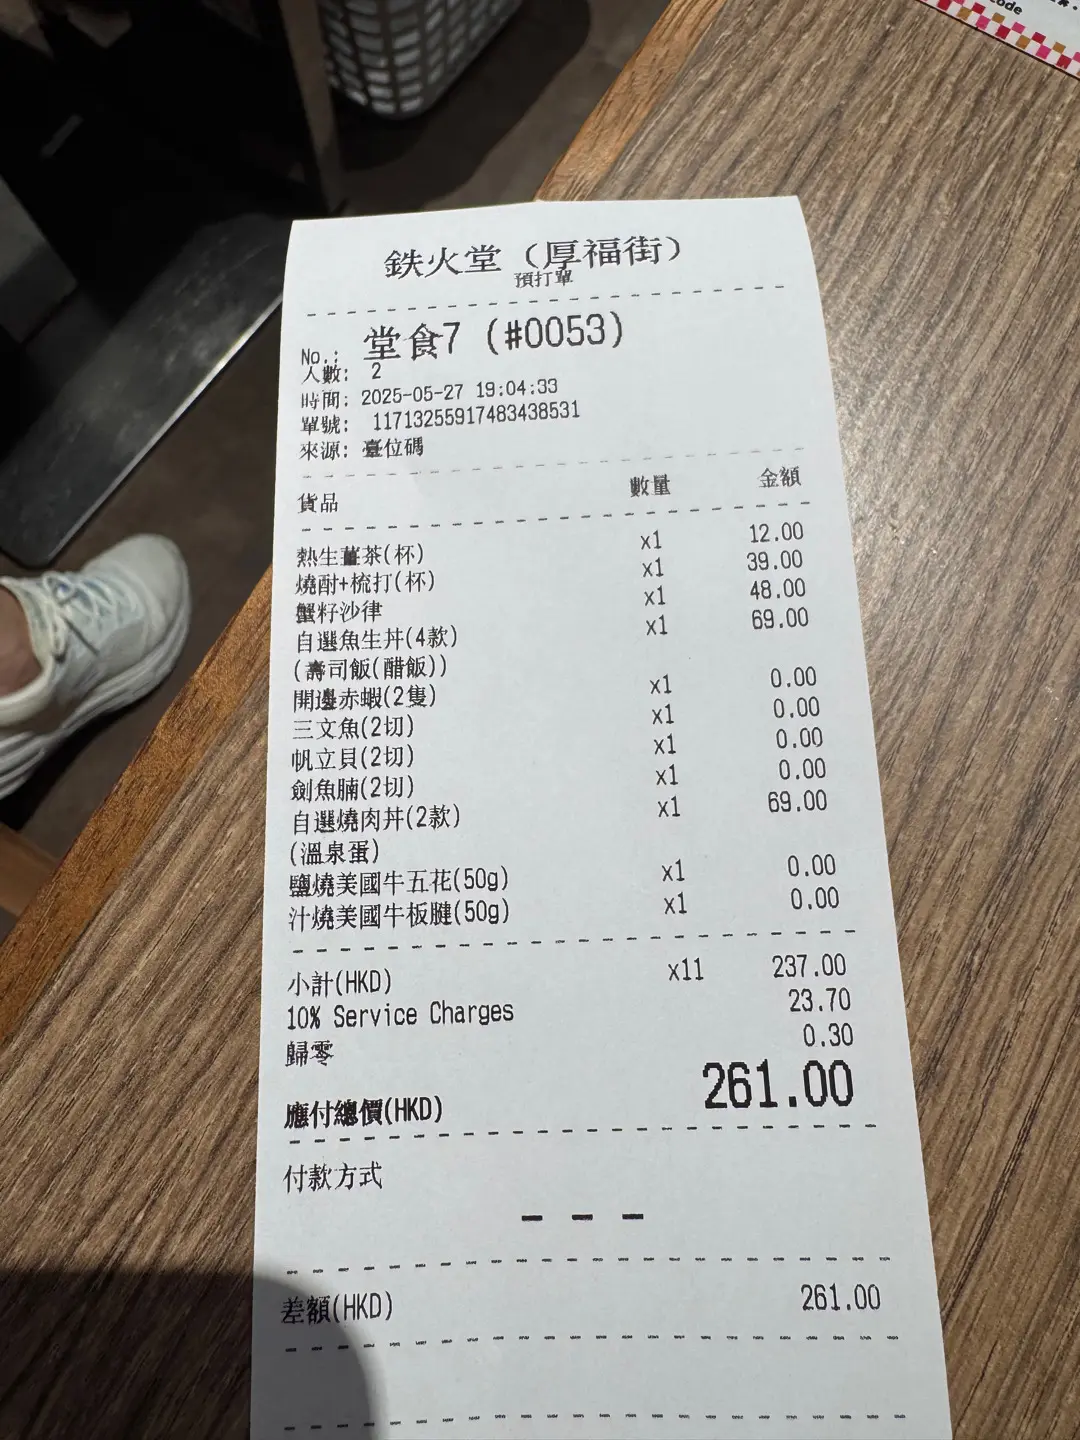 code
鉄火堂（厚福街）
預打單
No.: 堂食7 (#0053)
人數: 2
時間: 2025-05-27 19:04:33
單號: 11713255917483438531
來源: 臺位碼
貨品 數量 金額
熱生薑茶(杯) x1 12.00
燒酎+梳打(杯) x1 39.00
蟹籽沙律 x1 48.00
自選魚生丼(4款) x1 69.00
(壽司飯(醋飯))
開邊赤蝦(2隻) x1 0.00
三文魚(2切) x1 0.00
帆立貝(2切) x1 0.00
劍魚腩(2切) x1 0.00
自選燒肉丼(2款) x1 69.00
(溫泉蛋)
鹽燒美國牛五花(50g) x1 0.00
汁燒美國牛板腱(50g) x1 0.00
小計(HKD) x11 237.00
10% Service Charges 23.70
歸零 0.30
應付總價(HKD) 261.00
付款方式
– – –
差額(HKD) 261.00